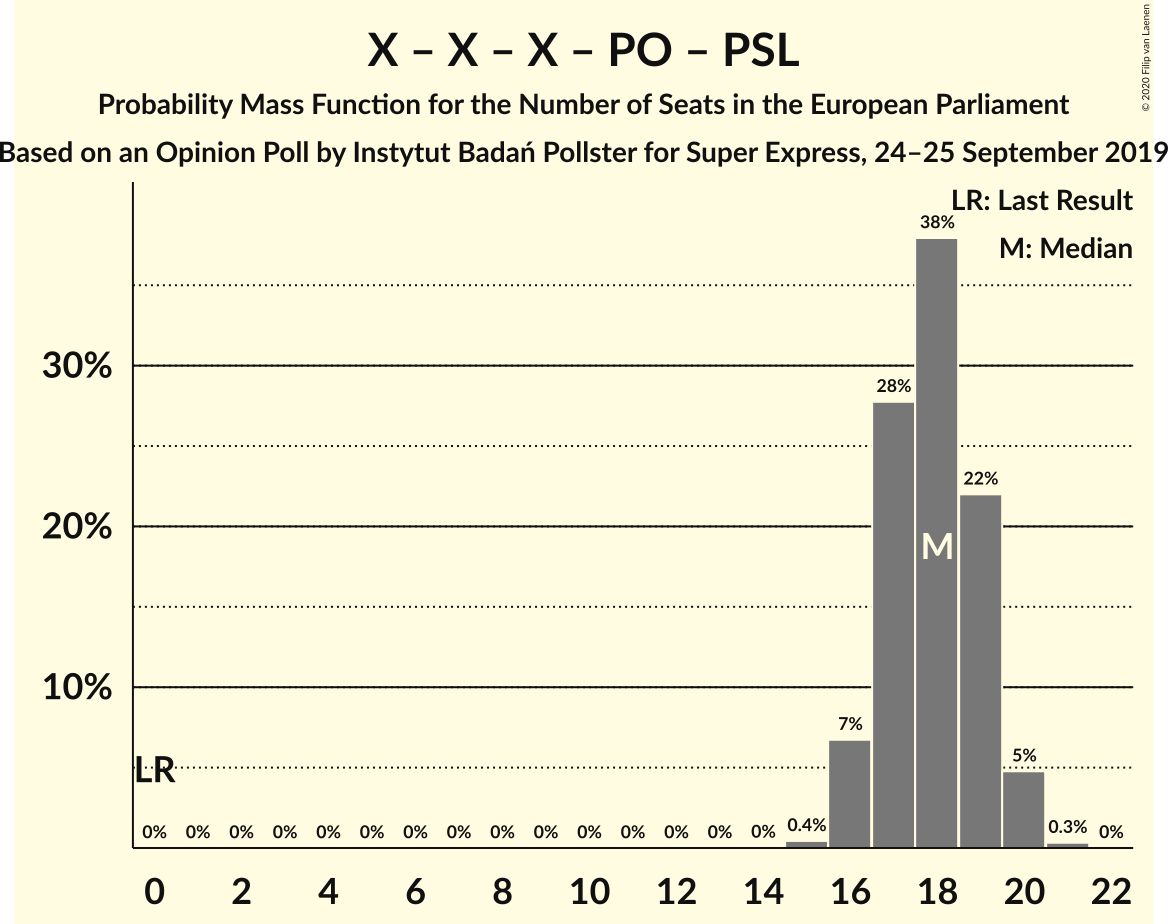 X – X – X – PO – PSL
Probability Mass Function for the Number of Seats in the European Parliament
Based on an Opinion Poll by Instytut Badań Pollster for Super Express, 24–25 September 2019
© 2020 Filip van Laenen
LR: Last Result
M: Median
38%
30%
28%
22%
20%
M
10%
7%
5%
LR
0% 0% 0% 0% 0% 0% 0% 0% 0% 0% 0% 0% 0% 0% 0% 0.4% 0.3% 0%
0 2 4 6 8 10 12 14 16 18 20 22